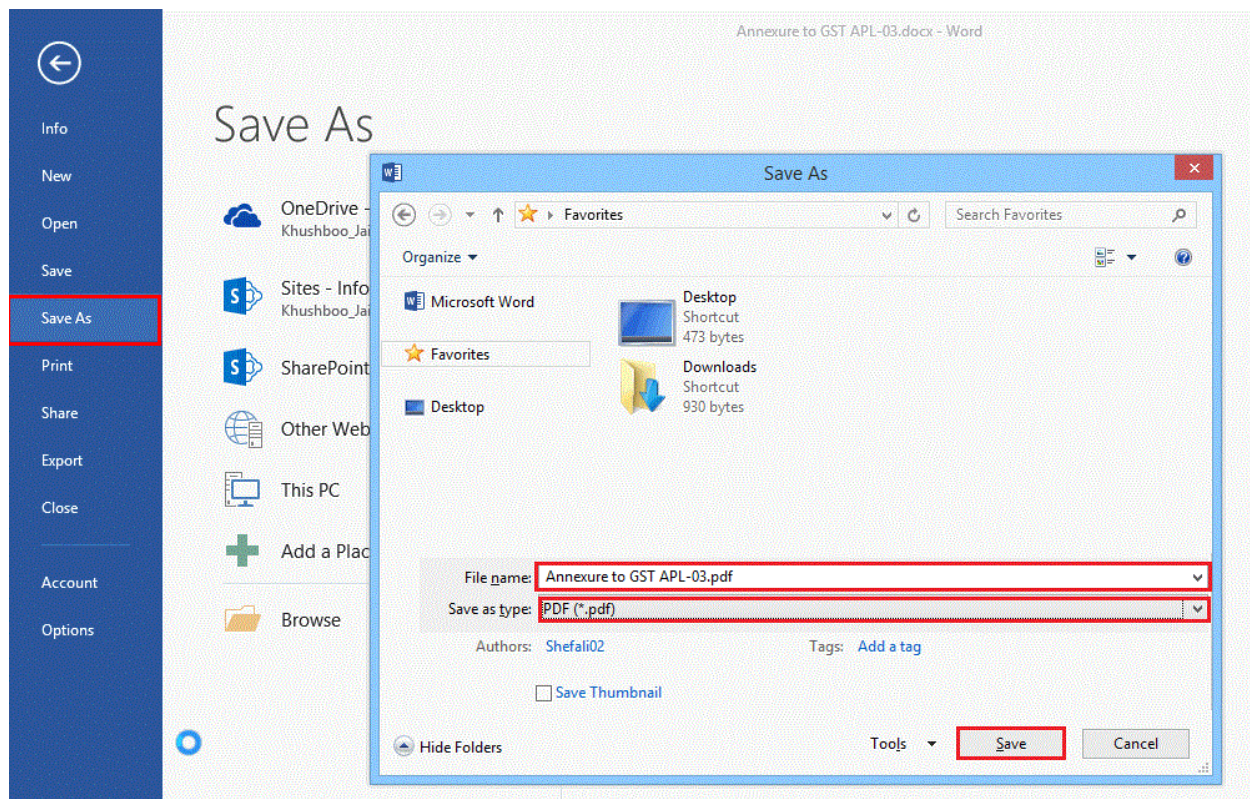 Annexure to GST APL-03.docx - Word
Info
New
Open
Save
Save As
Print
Share
Export
Close
Account
Options
Save As
OneDrive -
Khushboo_Jai
Sites - Info
Khushboo_Jai
SharePoint
Other Web
This PC
Add a Plac
Browse
Save As
Favorites
Search Favorites
Organize
Microsoft Word
Favorites
Desktop
Desktop
Shortcut
473 bytes
Downloads
Shortcut
930 bytes
File name: Annexure to GST APL-03.pdf
Save as type: PDF (*.pdf)
Authors: Shefali02 Tags: Add a tag
Save Thumbnail
Hide Folders Tools Save Cancel